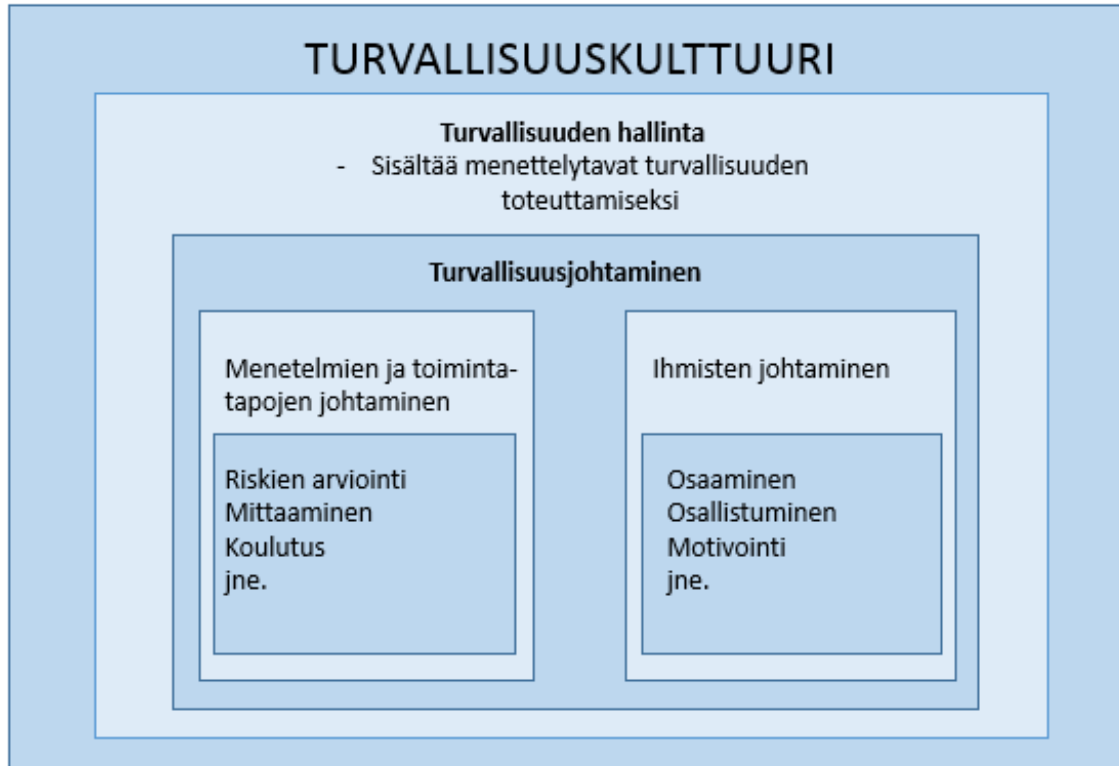 TURVALLISUUSKULTTUURI
Turvallisuuden hallinta
- Sisältää menettelytavat turvallisuuden
toteuttamiseksi
Turvallisuusjohtaminen
Menetelmien ja toiminta-
tapojen johtaminen
Riskien arviointi
Mittaaminen
Koulutus
jne.
Ihmisten johtaminen
Osaaminen
Osallistuminen
Motivointi
jne.